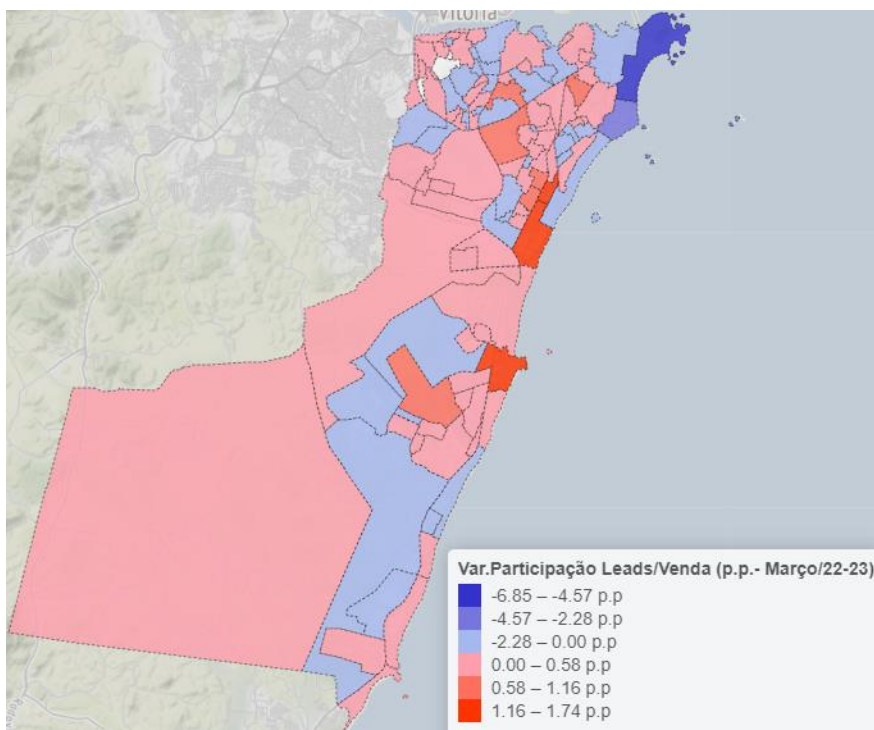 Vitória
Var.Participação Leads/Venda (p.p.- Março/22-23)
-6.85 – -4.57 p.p
-4.57 – -2.28 p.p
-2.28 – 0.00 p.p
0.00 – 0.58 p.p
0.58 – 1.16 p.p
1.16 – 1.74 p.p